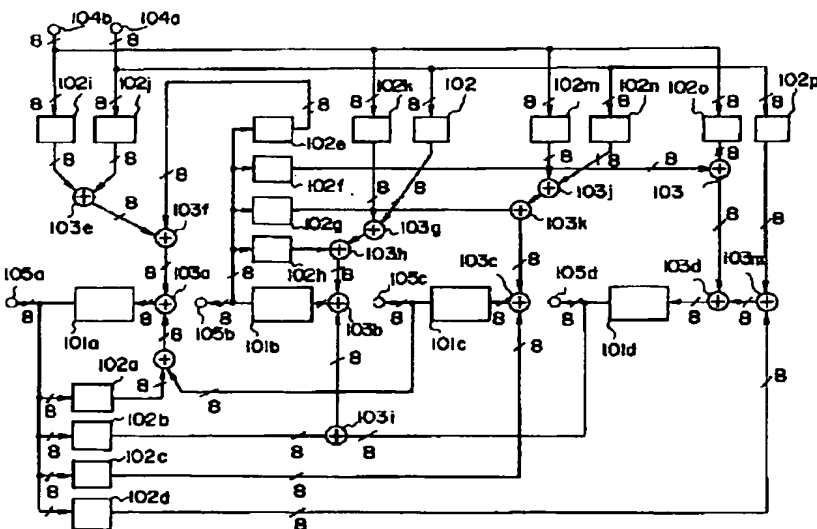 104b 104a
8 8
102i 102j 102k 102 102m 102n 102o 102p
8 8 8 8 8 8 8 8 8
102e
8 8 8 8 8 8 8
102f 8 103j 103
103e 8 103f 8
102g 103g 103k 8 8
8 102h 103h 103m
105a 8 103a 8 8 105c 103c 8 105d 103d
8 8 105b 8 8 8 8 8 8 8 8
101a 8 101b 103b 101c 101d
102a 8 8 8 8
8 8
102b 103i
8 8 8
102c
8 8
102d
8 8